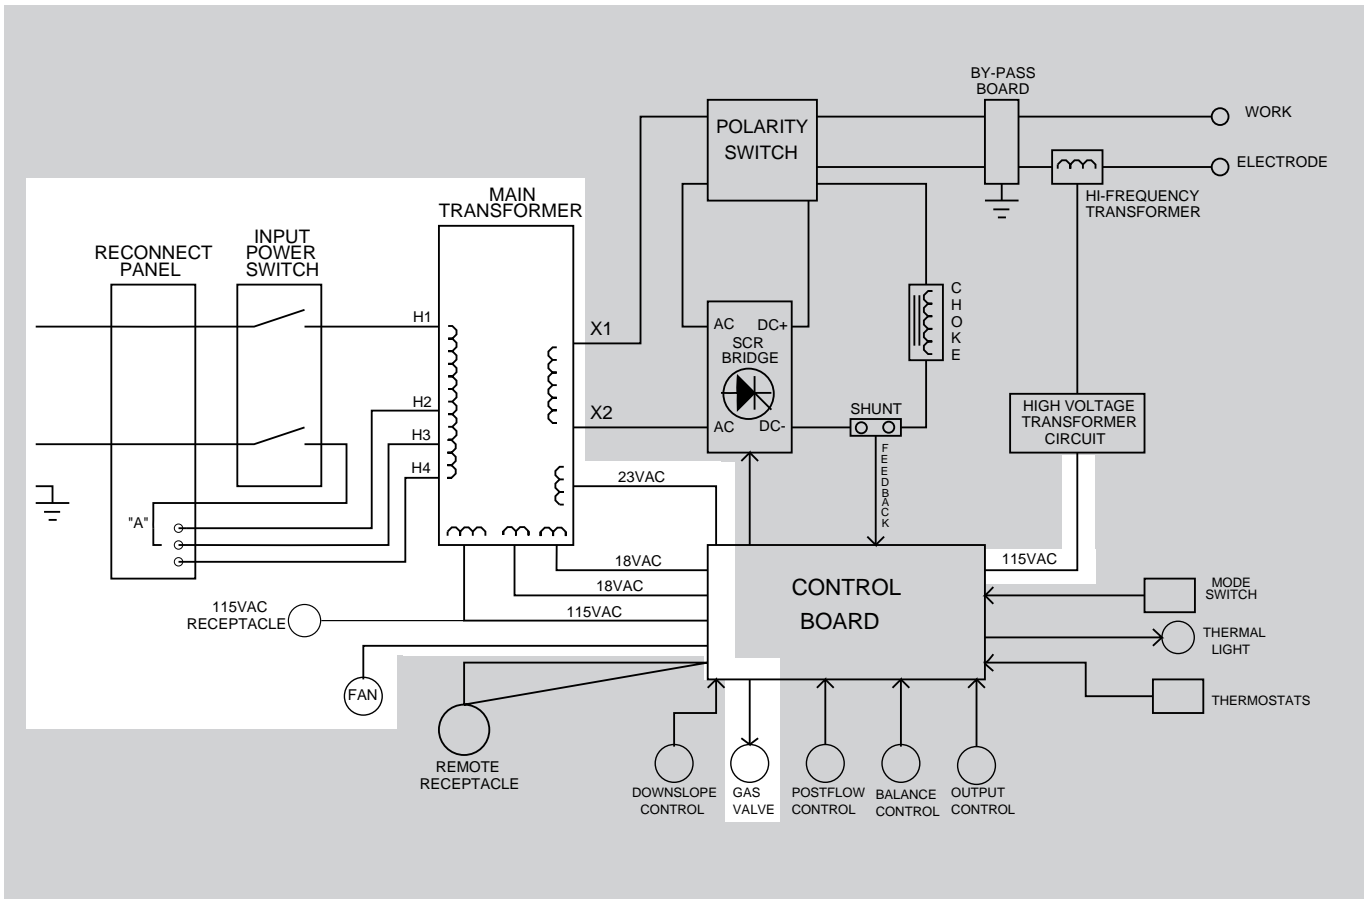 BY-PASS
BOARD
WORK
POLARITY
SWITCH
ELECTRODE
HI-FREQUENCY
TRANSFORMER
MAIN
TRANSFORMER
INPUT
POWER
SWITCH
RECONNECT
PANEL
H1
X1
AC
DC+
SCR
BRIDGE
CHOKE
H2
X2
AC
DC-
SHUNT
HIGH VOLTAGE
TRANSFORMER
CIRCUIT
H3
H4
FEEDBACK
23VAC
"A"
18VAC
18VAC
115VAC
115VAC
CONTROL
BOARD
MODE
SWITCH
115VAC
RECEPTACLE
THERMAL
LIGHT
FAN
THERMOSTATS
REMOTE
RECEPTACLE
DOWNSLOPE
CONTROL
GAS
VALVE
POSTFLOW
CONTROL
BALANCE
CONTROL
OUTPUT
CONTROL